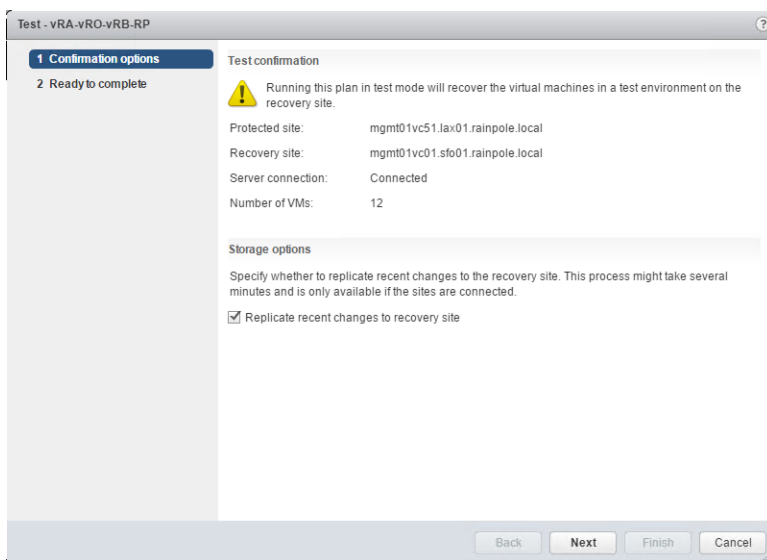 Test - vRA-vRO-vRB-RP
?
1 Confirmation options
2 Ready to complete
Test confirmation
Running this plan in test mode will recover the virtual machines in a test environment on the
recovery site.
Protected site: mgmt01vc51.lax01.rainpole.local
Recovery site: mgmt01vc01.sfo01.rainpole.local
Server connection: Connected
Number of VMs: 12
Storage options
Specify whether to replicate recent changes to the recovery site. This process might take several
minutes and is only available if the sites are connected.
Replicate recent changes to recovery site
Back Next Finish Cancel